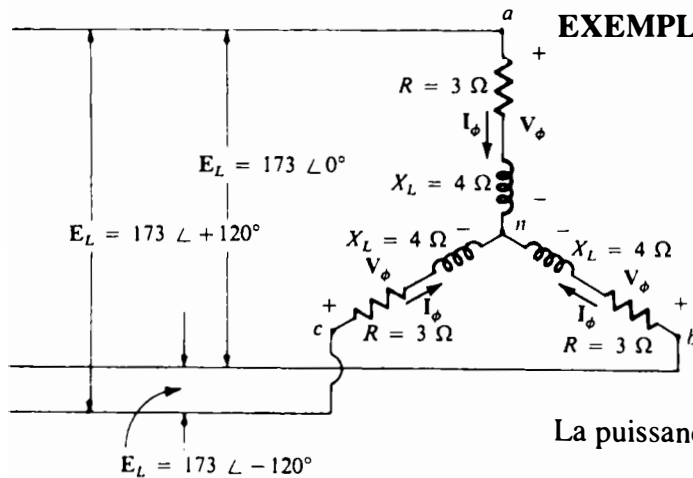 a
EXEMPL
+
R = 3 Ω
I_ϕ
V_ϕ
E_L = 173 ∠0°
X_L = 4 Ω
−
E_L = 173 ∠ +120°
n
X_L = 4 Ω −
− X_L = 4 Ω
V_ϕ
V_ϕ
+
+
c
I_ϕ
I_ϕ
R = 3 Ω
R = 3 Ω
b
La puissan
E_L = 173 ∠ −120°